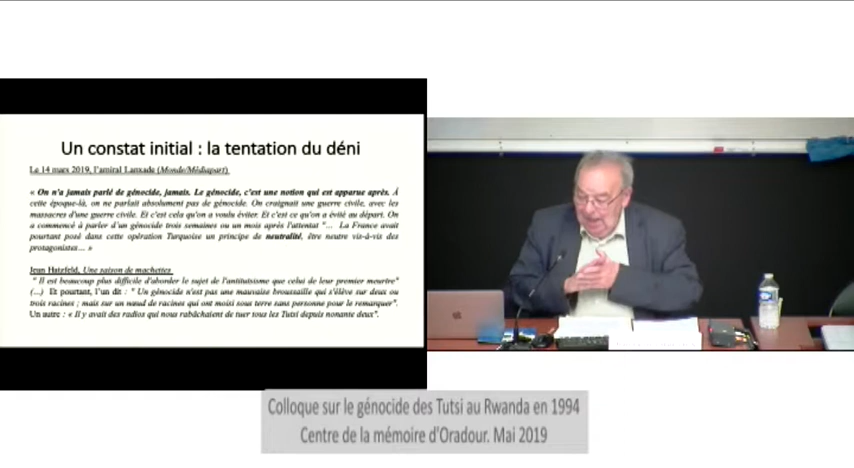 Un constat initial : la tentation du déni
Le 14 mars 2019, l'amiral Lanxade (Monde/Médiapart)
« On n'a jamais parlé de génocide, jamais. Le génocide, c'est une notion qui est apparue après. À
cette époque-là, on ne parlait absolument pas de génocide. On craignait une guerre civile, avec les
massacres d'une guerre civile. Et c'est cela qu'on a voulu éviter. Et c'est ce qu'on a évité au départ. On
a commencé à parler d'un génocide trois semaines ou un mois après l'attentat "... La France avait
pourtant posé dans cette opération Turquoise un principe de neutralité, être neutre vis-à-vis des
protagonistes... »
Jean Hatzfeld, Une saison de machettes
" Il est beaucoup plus difficile d'aborder le sujet de l'antitutsisme que celui de leur premier meurtre"
(...) Et pourtant, l'un dit : " Un génocide n'est pas une mauvaise broussaille qui s'élève sur deux ou
trois racines ; mais sur un nœud de racines qui ont moisi sous terre sans personne pour le remarquer".
Un autre : « Il y avait des radios qui nous rabâchaient de tuer tous les Tutsi depuis nonante deux".
Colloque sur le génocide des Tutsi au Rwanda en 1994
Centre de la mémoire d'Oradour. Mai 2019